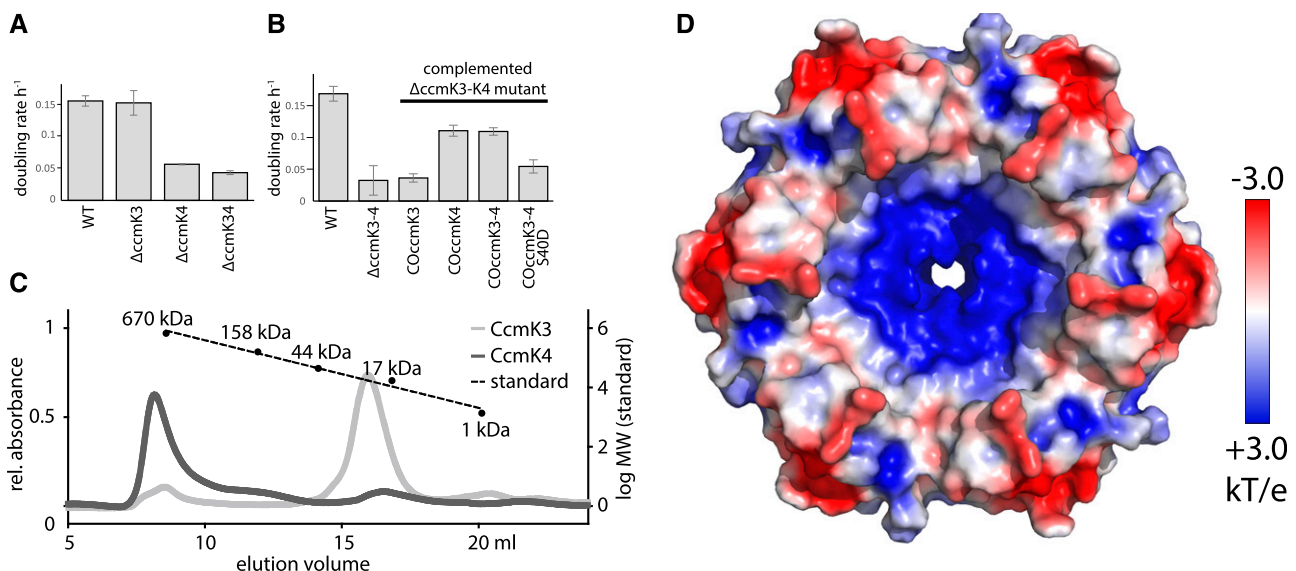 A
doubling rate h⁻¹
0.15
0.1
0.05
0
WT
ΔccmK3
ΔccmK4
ΔccmK34
B
complemented
ΔccmK3-K4 mutant
doubling rate h⁻¹
0.15
0.1
0.05
0
WT
ΔccmK3-4
COccmK3
COccmK4
COccmK3-4
COccmK3-4
S40D
C
rel. absorbance
1
0.5
0
670 kDa
158 kDa
44 kDa
17 kDa
1 kDa
CcmK3
CcmK4
standard
6
4
2
0
log MW (standard)
5
10
15
20 ml
elution volume
D
-3.0
+3.0
kT/e